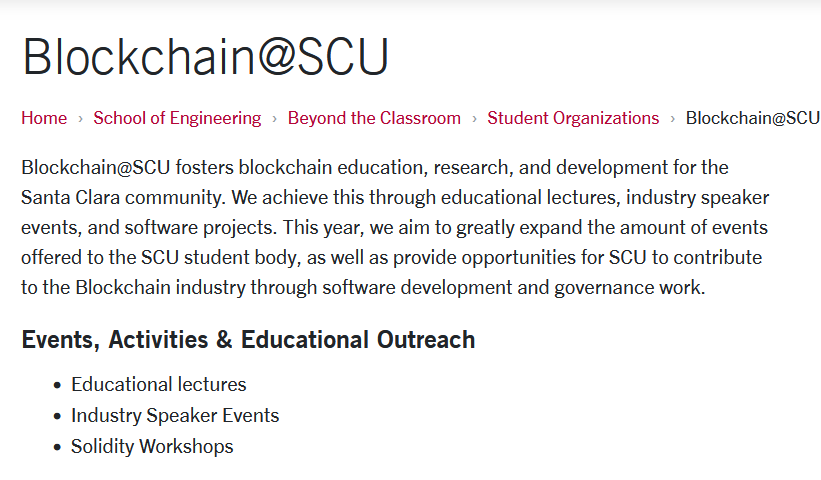 Blockchain@SCU
Home › School of Engineering › Beyond the Classroom › Student Organizations › Blockchain@SCU
Blockchain@SCU fosters blockchain education, research, and development for the
Santa Clara community. We achieve this through educational lectures, industry speaker
events, and software projects. This year, we aim to greatly expand the amount of events
offered to the SCU student body, as well as provide opportunities for SCU to contribute
to the Blockchain industry through software development and governance work.
Events, Activities & Educational Outreach
• Educational lectures
• Industry Speaker Events
• Solidity Workshops